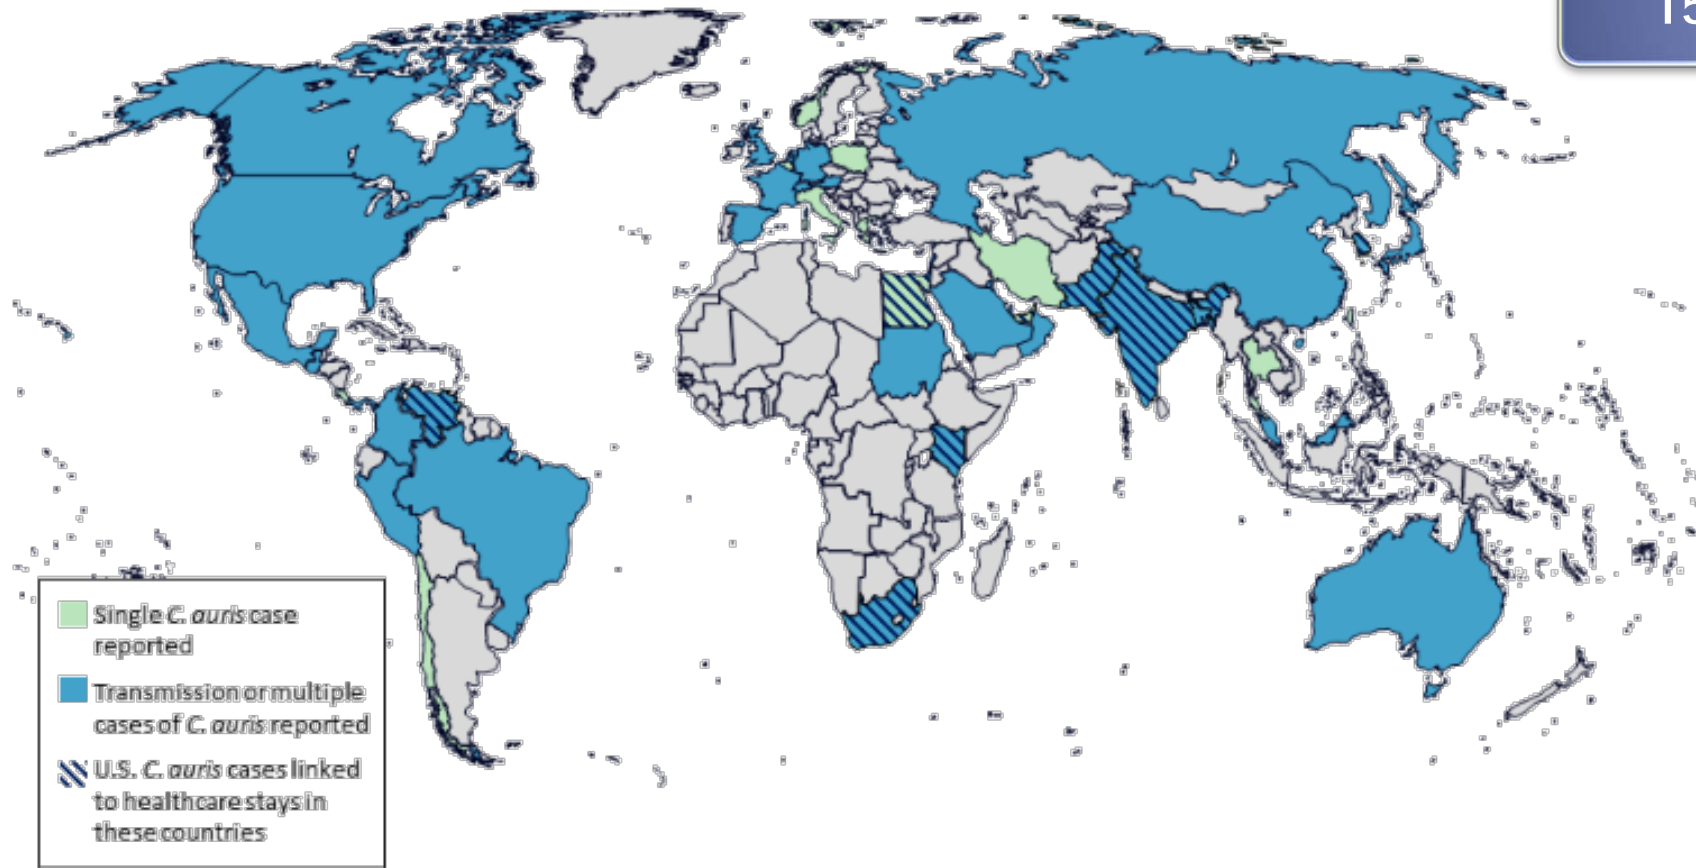 15
Single C. auris case
reported
Transmission or multiple
cases of C. auris reported
U.S. C. auris cases linked
to healthcare stays in
these countries